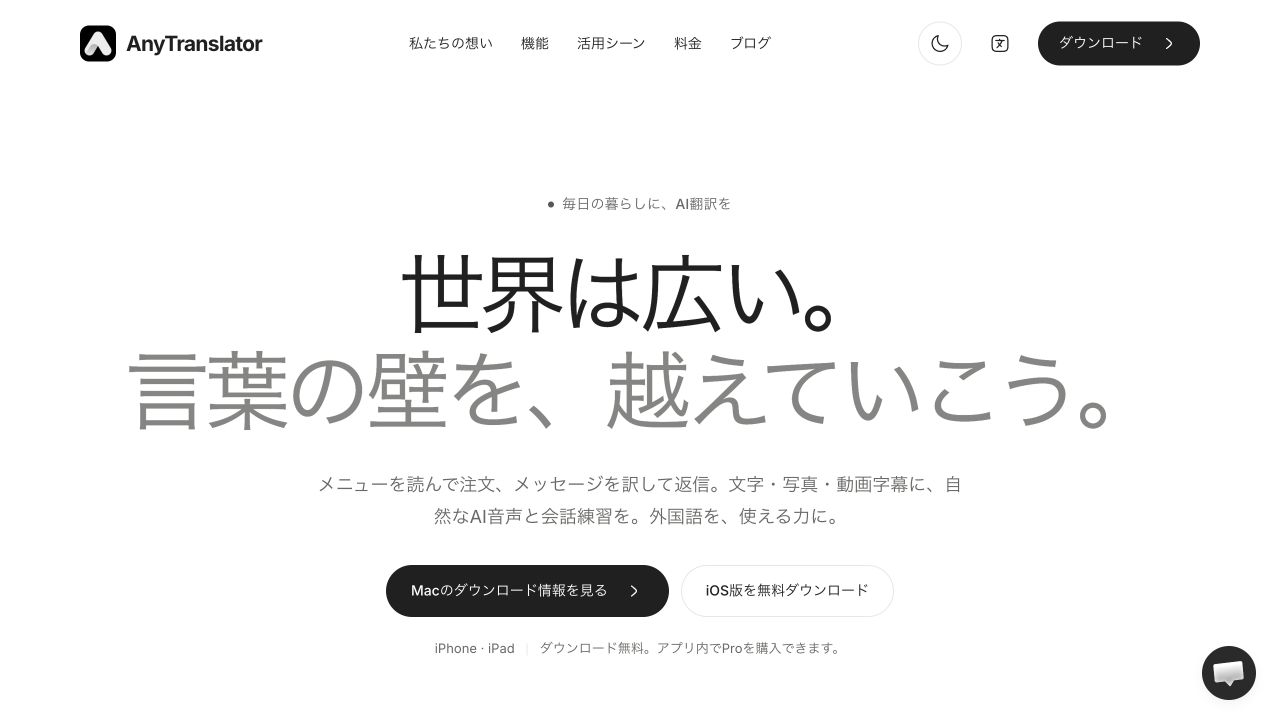 AnyTranslator
私たちの想い
機能
活用シーン
料金
ブログ
ダウンロード
毎日の暮らしに、AI翻訳を
世界は広い。
言葉の壁を、越えていこう。
メニューを読んで注文、メッセージを訳して返信。文字・写真・動画字幕に、自
然なAI音声と会話練習を。外国語を、使える力に。
Macのダウンロード情報を見る
iOS版を無料ダウンロード
iPhone · iPad
ダウンロード無料。アプリ内でProを購入できます。